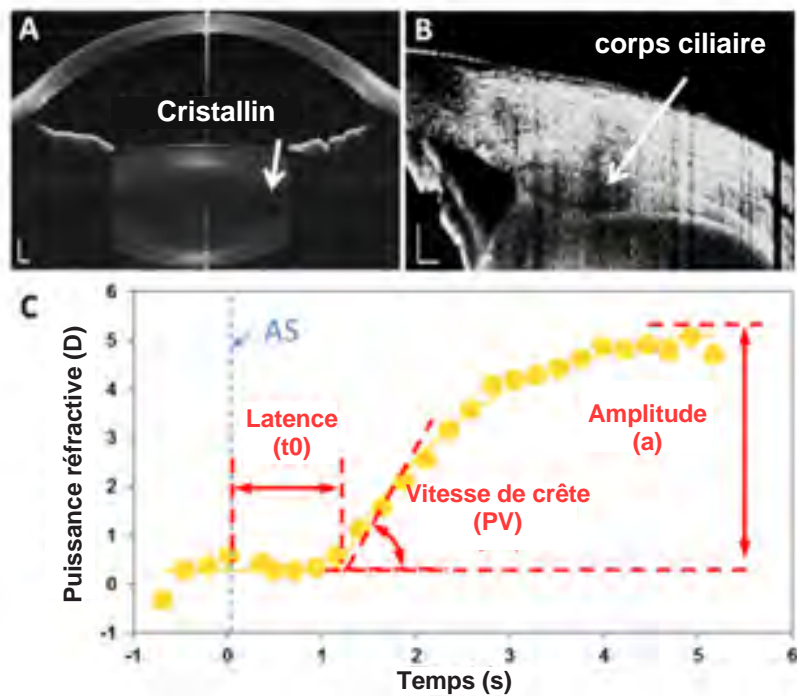 A
Cristallin
B
corps ciliaire
C
Puissance réfractive (D)
6
5
4
3
2
1
0
-1
AS
Latence
(t0)
Vitesse de crête
(PV)
Amplitude
(a)
-1
0
1
2
3
4
5
6
Temps (s)